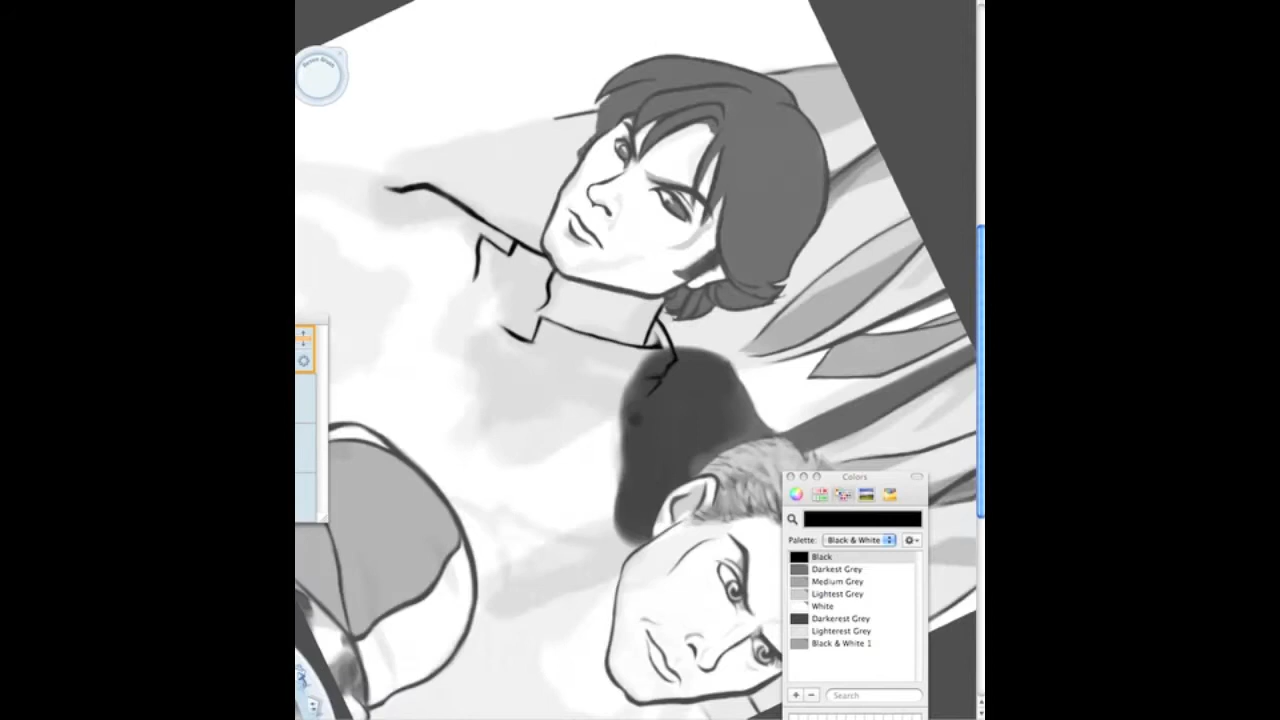 Colors
Palette: Black & White
Black
Darkest Grey
Medium Grey
Lightest Grey
White
Darkerest Grey
Lighterest Grey
Black & White 1
Search